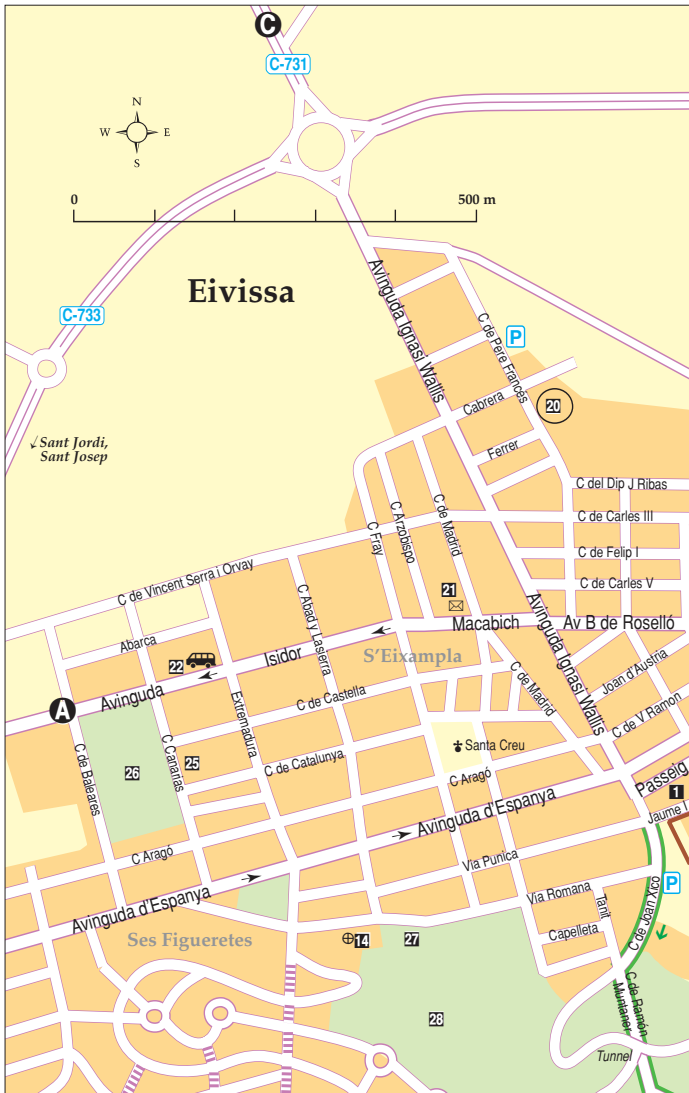 C
C-731
N
W E
S
0 500 m
Eivissa
Avinguda Ignasi Wallis
C-733
P
C de Pere Francès
Cabrera
20
Sant Jordi,
Sant Josep
Ferrer
C del Dip J Ribas
C de Carles III
C de Felip I
C de Carles V
C de Madrid
C Arzobispo
C Fray
C de Vincent Serra i Orvay
C Abad y Lasierra
21
Macabich
Av B de Roselló
Abarca
22
Isidor
S'Eixampla
Avinguda Ignasi Wallis
Joan d'Austria
C de Madrid
Avinguda
A
Extremadura
C de Castella
C de V Ramon
C de Baleares
26
C Canarias
25
C de Catalunya
Santa Creu
C Aragó
Passeig
1
Avinguda d'Espanya
Jaume I
C Aragó
Via Punica
P
Avinguda d'Espanya
Via Romana
Tanit
C de Joan Xico
Ses Figueretes
14
27
Capelleta
28
C de Ramón
Muntaner
Tunnel